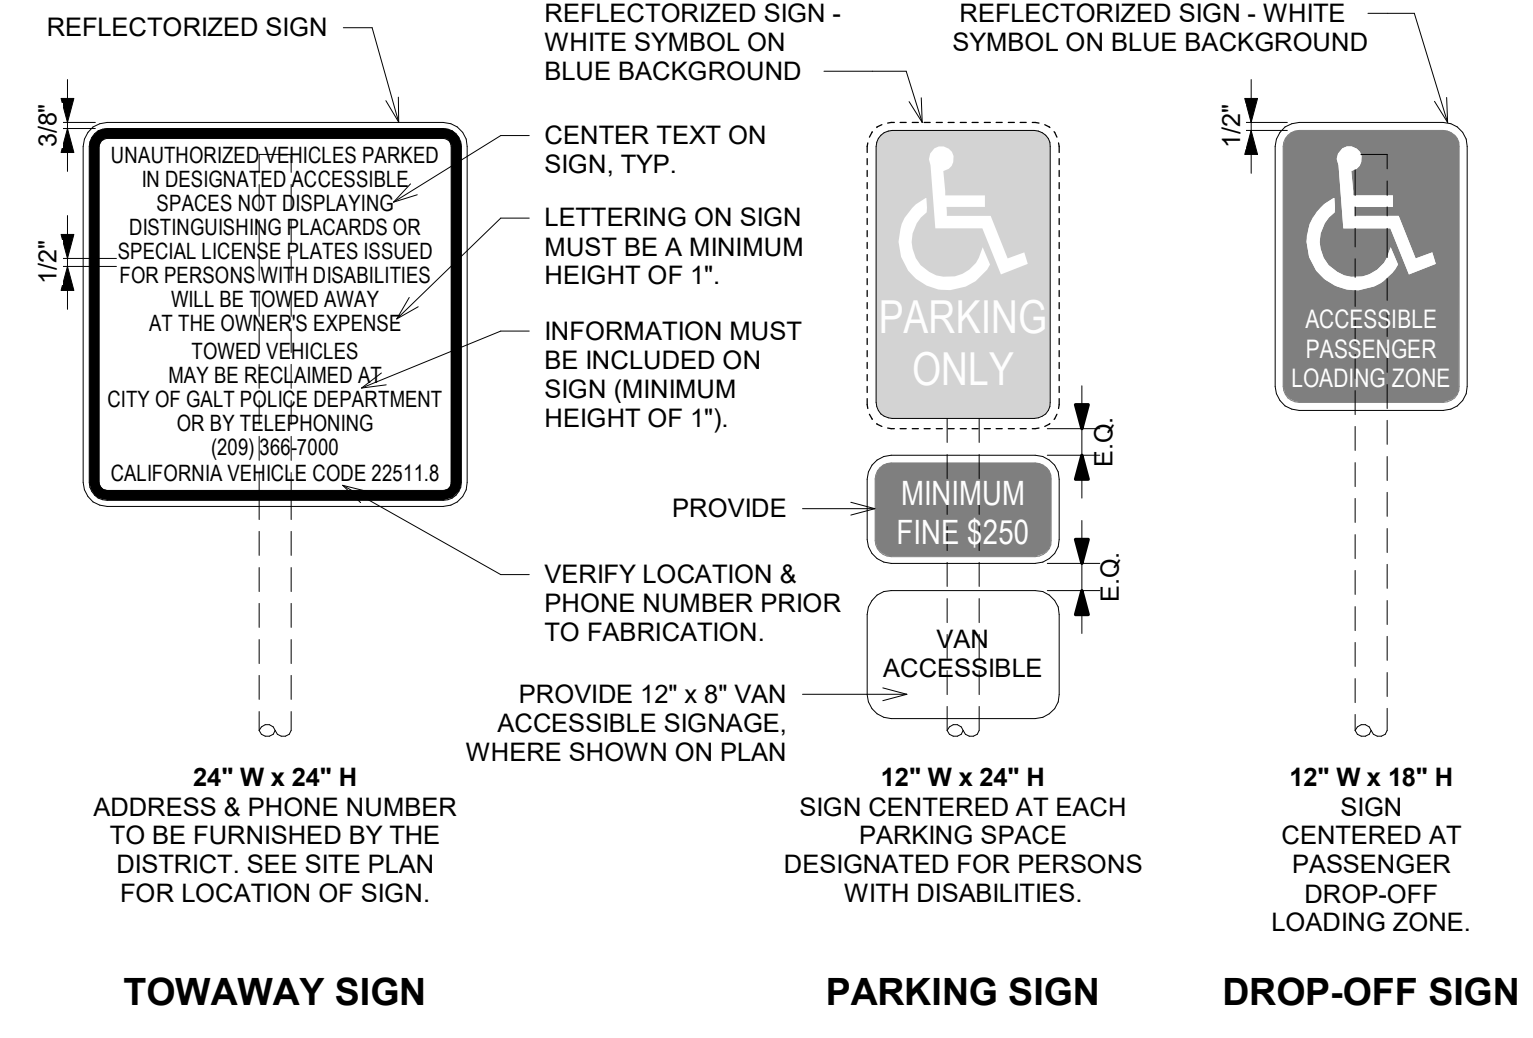 REFLECTORIZED SIGN
3/8"
1/2"
UNAUTHORIZED VEHICLES PARKED
IN DESIGNATED ACCESSIBLE
SPACES NOT DISPLAYING
DISTINGUISHING PLACARDS OR
SPECIAL LICENSE PLATES ISSUED
FOR PERSONS WITH DISABILITIES
WILL BE TOWED AWAY
AT THE OWNER'S EXPENSE
TOWED VEHICLES
MAY BE RECLAIMED AT
CITY OF GALT POLICE DEPARTMENT
OR BY TELEPHONING
(209) 366-7000
CALIFORNIA VEHICLE CODE 22511.8
24" W x 24" H
ADDRESS & PHONE NUMBER
TO BE FURNISHED BY THE
DISTRICT. SEE SITE PLAN
FOR LOCATION OF SIGN.
TOWAWAY SIGN
REFLECTORIZED SIGN -
WHITE SYMBOL ON
BLUE BACKGROUND
CENTER TEXT ON
SIGN, TYP.
LETTERING ON SIGN
MUST BE A MINIMUM
HEIGHT OF 1".
INFORMATION MUST
BE INCLUDED ON
SIGN (MINIMUM
HEIGHT OF 1").
PROVIDE
VERIFY LOCATION &
PHONE NUMBER PRIOR
TO FABRICATION.
PROVIDE 12" x 8" VAN
ACCESSIBLE SIGNAGE,
WHERE SHOWN ON PLAN
PARKING
ONLY
E.Q.
MINIMUM
FINE $250
E.Q.
VAN
ACCESSIBLE
12" W x 24" H
SIGN CENTERED AT EACH
PARKING SPACE
DESIGNATED FOR PERSONS
WITH DISABILITIES.
PARKING SIGN
REFLECTORIZED SIGN - WHITE
SYMBOL ON BLUE BACKGROUND
1/2"
ACCESSIBLE
PASSENGER
LOADING ZONE
12" W x 18" H
SIGN
CENTERED AT
PASSENGER
DROP-OFF
LOADING ZONE.
DROP-OFF SIGN